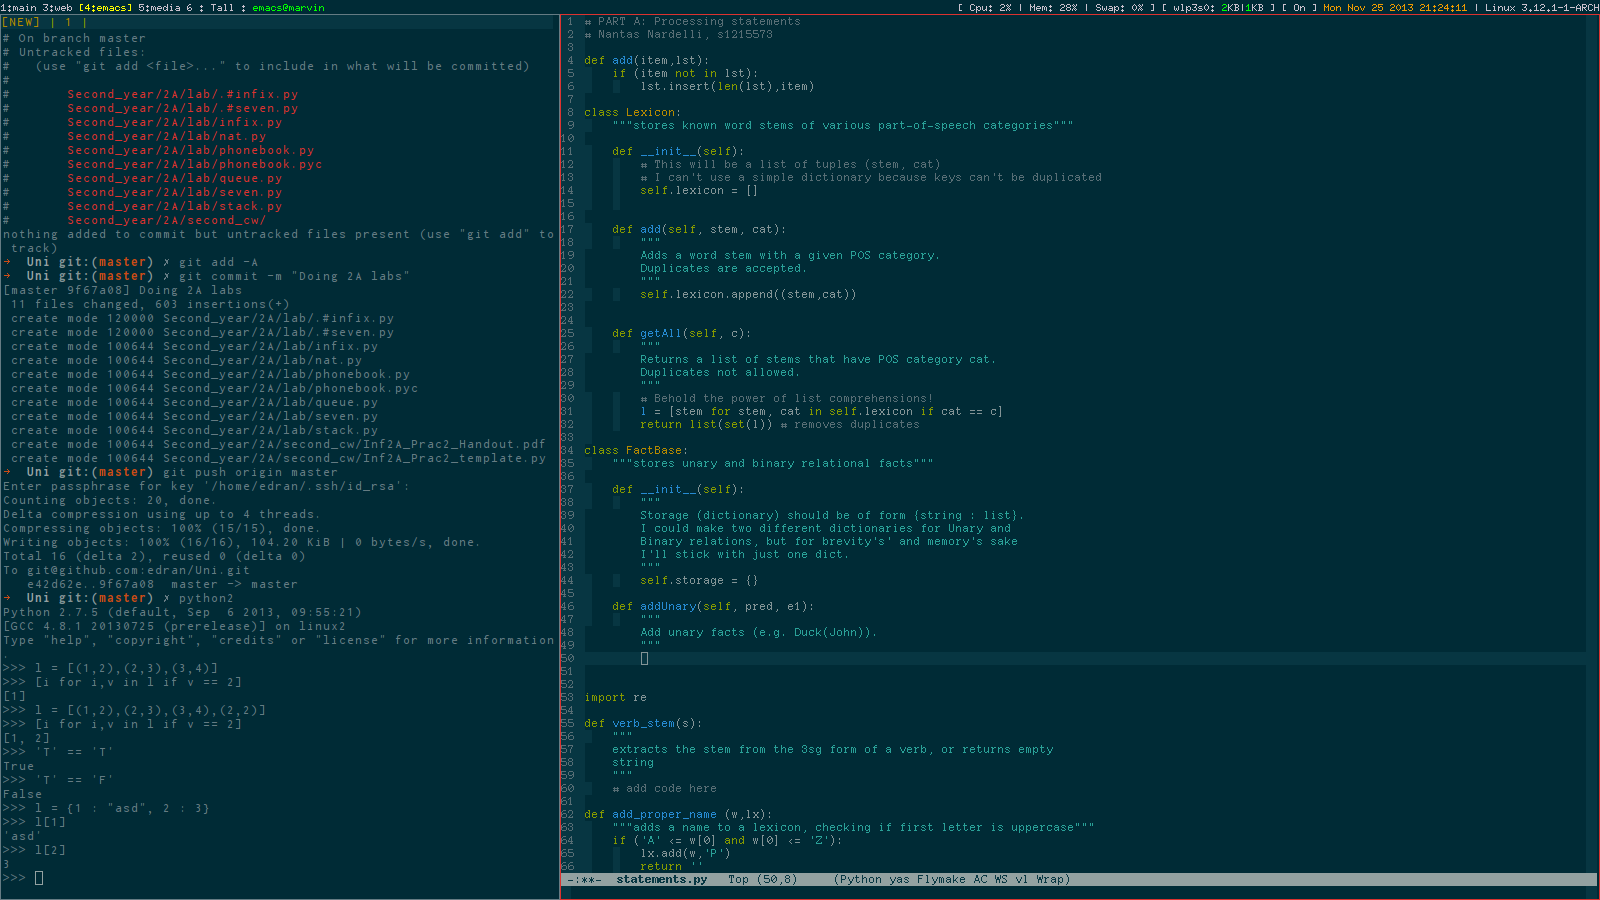 1:main 3:web [4:emacs] 5:media 6 : Tall : emacs@marvin
[ Cpu: 2% | Mem: 28% | Swap: 0% ] [ wlp3s0: 2KB|1KB ] [ On ] Mon Nov 25 2013 21:24:11 | Linux 3.12.1-1-ARCH
[NEW] | 1 |
# On branch master
# Untracked files:
#   (use "git add <file>..." to include in what will be committed)
#
#       Second_year/2A/lab/.#infix.py
#       Second_year/2A/lab/.#seven.py
#       Second_year/2A/lab/infix.py
#       Second_year/2A/lab/nat.py
#       Second_year/2A/lab/phonebook.py
#       Second_year/2A/lab/phonebook.pyc
#       Second_year/2A/lab/queue.py
#       Second_year/2A/lab/seven.py
#       Second_year/2A/lab/stack.py
#       Second_year/2A/second_cw/
nothing added to commit but untracked files present (use "git add" to
 track)
→  Uni git:(master) ✗ git add -A
→  Uni git:(master) ✗ git commit -m "Doing 2A labs"
[master 9f67a08] Doing 2A labs
 11 files changed, 603 insertions(+)
 create mode 120000 Second_year/2A/lab/.#infix.py
 create mode 120000 Second_year/2A/lab/.#seven.py
 create mode 100644 Second_year/2A/lab/infix.py
 create mode 100644 Second_year/2A/lab/nat.py
 create mode 100644 Second_year/2A/lab/phonebook.py
 create mode 100644 Second_year/2A/lab/phonebook.pyc
 create mode 100644 Second_year/2A/lab/queue.py
 create mode 100644 Second_year/2A/lab/seven.py
 create mode 100644 Second_year/2A/lab/stack.py
 create mode 100644 Second_year/2A/second_cw/Inf2A_Prac2_Handout.pdf
 create mode 100644 Second_year/2A/second_cw/Inf2A_Prac2_template.py
→  Uni git:(master) git push origin master
Enter passphrase for key '/home/edran/.ssh/id_rsa':
Counting objects: 20, done.
Delta compression using up to 4 threads.
Compressing objects: 100% (15/15), done.
Writing objects: 100% (16/16), 104.20 KiB | 0 bytes/s, done.
Total 16 (delta 2), reused 0 (delta 0)
To git@github.com:edran/Uni.git
   e42d62e..9f67a08  master -> master
→  Uni git:(master) ✗ python2
Python 2.7.5 (default, Sep  6 2013, 09:55:21)
[GCC 4.8.1 20130725 (prerelease)] on linux2
Type "help", "copyright", "credits" or "license" for more information
.
>>> l = [(1,2),(2,3),(3,4)]
>>> [i for i,v in l if v == 2]
[1]
>>> l = [(1,2),(2,3),(3,4),(2,2)]
>>> [i for i,v in l if v == 2]
[1, 2]
>>> 'T' == 'T'
True
>>> 'T' == 'F'
False
>>> l = {1 : "asd", 2 : 3}
>>> l[1]
'asd'
>>> l[2]
3
>>>
1 # PART A: Processing statements
2 # Nantas Nardelli, s1215573
3
4 def add(item,lst):
5     if (item not in lst):
6         lst.insert(len(lst),item)
7
8 class Lexicon:
9     """stores known word stems of various part-of-speech categories"""
10
11     def __init__(self):
12         # This will be a list of tuples (stem, cat)
13         # I can't use a simple dictionary because keys can't be duplicated
14         self.lexicon = []
15
16
17     def add(self, stem, cat):
18         """
19         Adds a word stem with a given POS category.
20         Duplicates are accepted.
21         """
22         self.lexicon.append((stem,cat))
23
24
25     def getAll(self, c):
26         """
27         Returns a list of stems that have POS category cat.
28         Duplicates not allowed.
29         """
30         # Behold the power of list comprehensions!
31         l = [stem for stem, cat in self.lexicon if cat == c]
32         return list(set(l)) # removes duplicates
33
34 class FactBase:
35     """stores unary and binary relational facts"""
36
37     def __init__(self):
38         """
39         Storage (dictionary) should be of form {string : list}.
40         I could make two different dictionaries for Unary and
41         Binary relations, but for brevity's' and memory's sake
42         I'll stick with just one dict.
43         """
44         self.storage = {}
45
46     def addUnary(self, pred, e1):
47         """
48         Add unary facts (e.g. Duck(John)).
49         """
50
51
52
53 import re
54
55 def verb_stem(s):
56     """
57     extracts the stem from the 3sg form of a verb, or returns empty
58     string
59     """
60     # add code here
61
62 def add_proper_name (w,lx):
63     """adds a name to a lexicon, checking if first letter is uppercase"""
64     if ('A' <= w[0] and w[0] <= 'Z'):
65         lx.add(w,'P')
66         return ''
-:**-  statements.py   Top (50,8)     (Python yas Flymake AC WS vl Wrap)